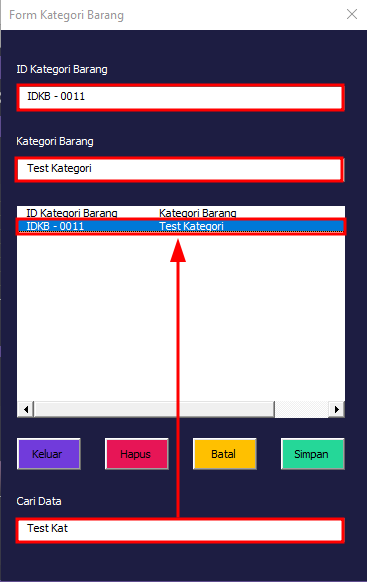 Form Kategori Barang
ID Kategori Barang
IDKB - 0011
Kategori Barang
Test Kategori
ID Kategori Barang Kategori Barang
IDKB - 0011 Test Kategori
Keluar Hapus Batal Simpan
Cari Data
Test Kat